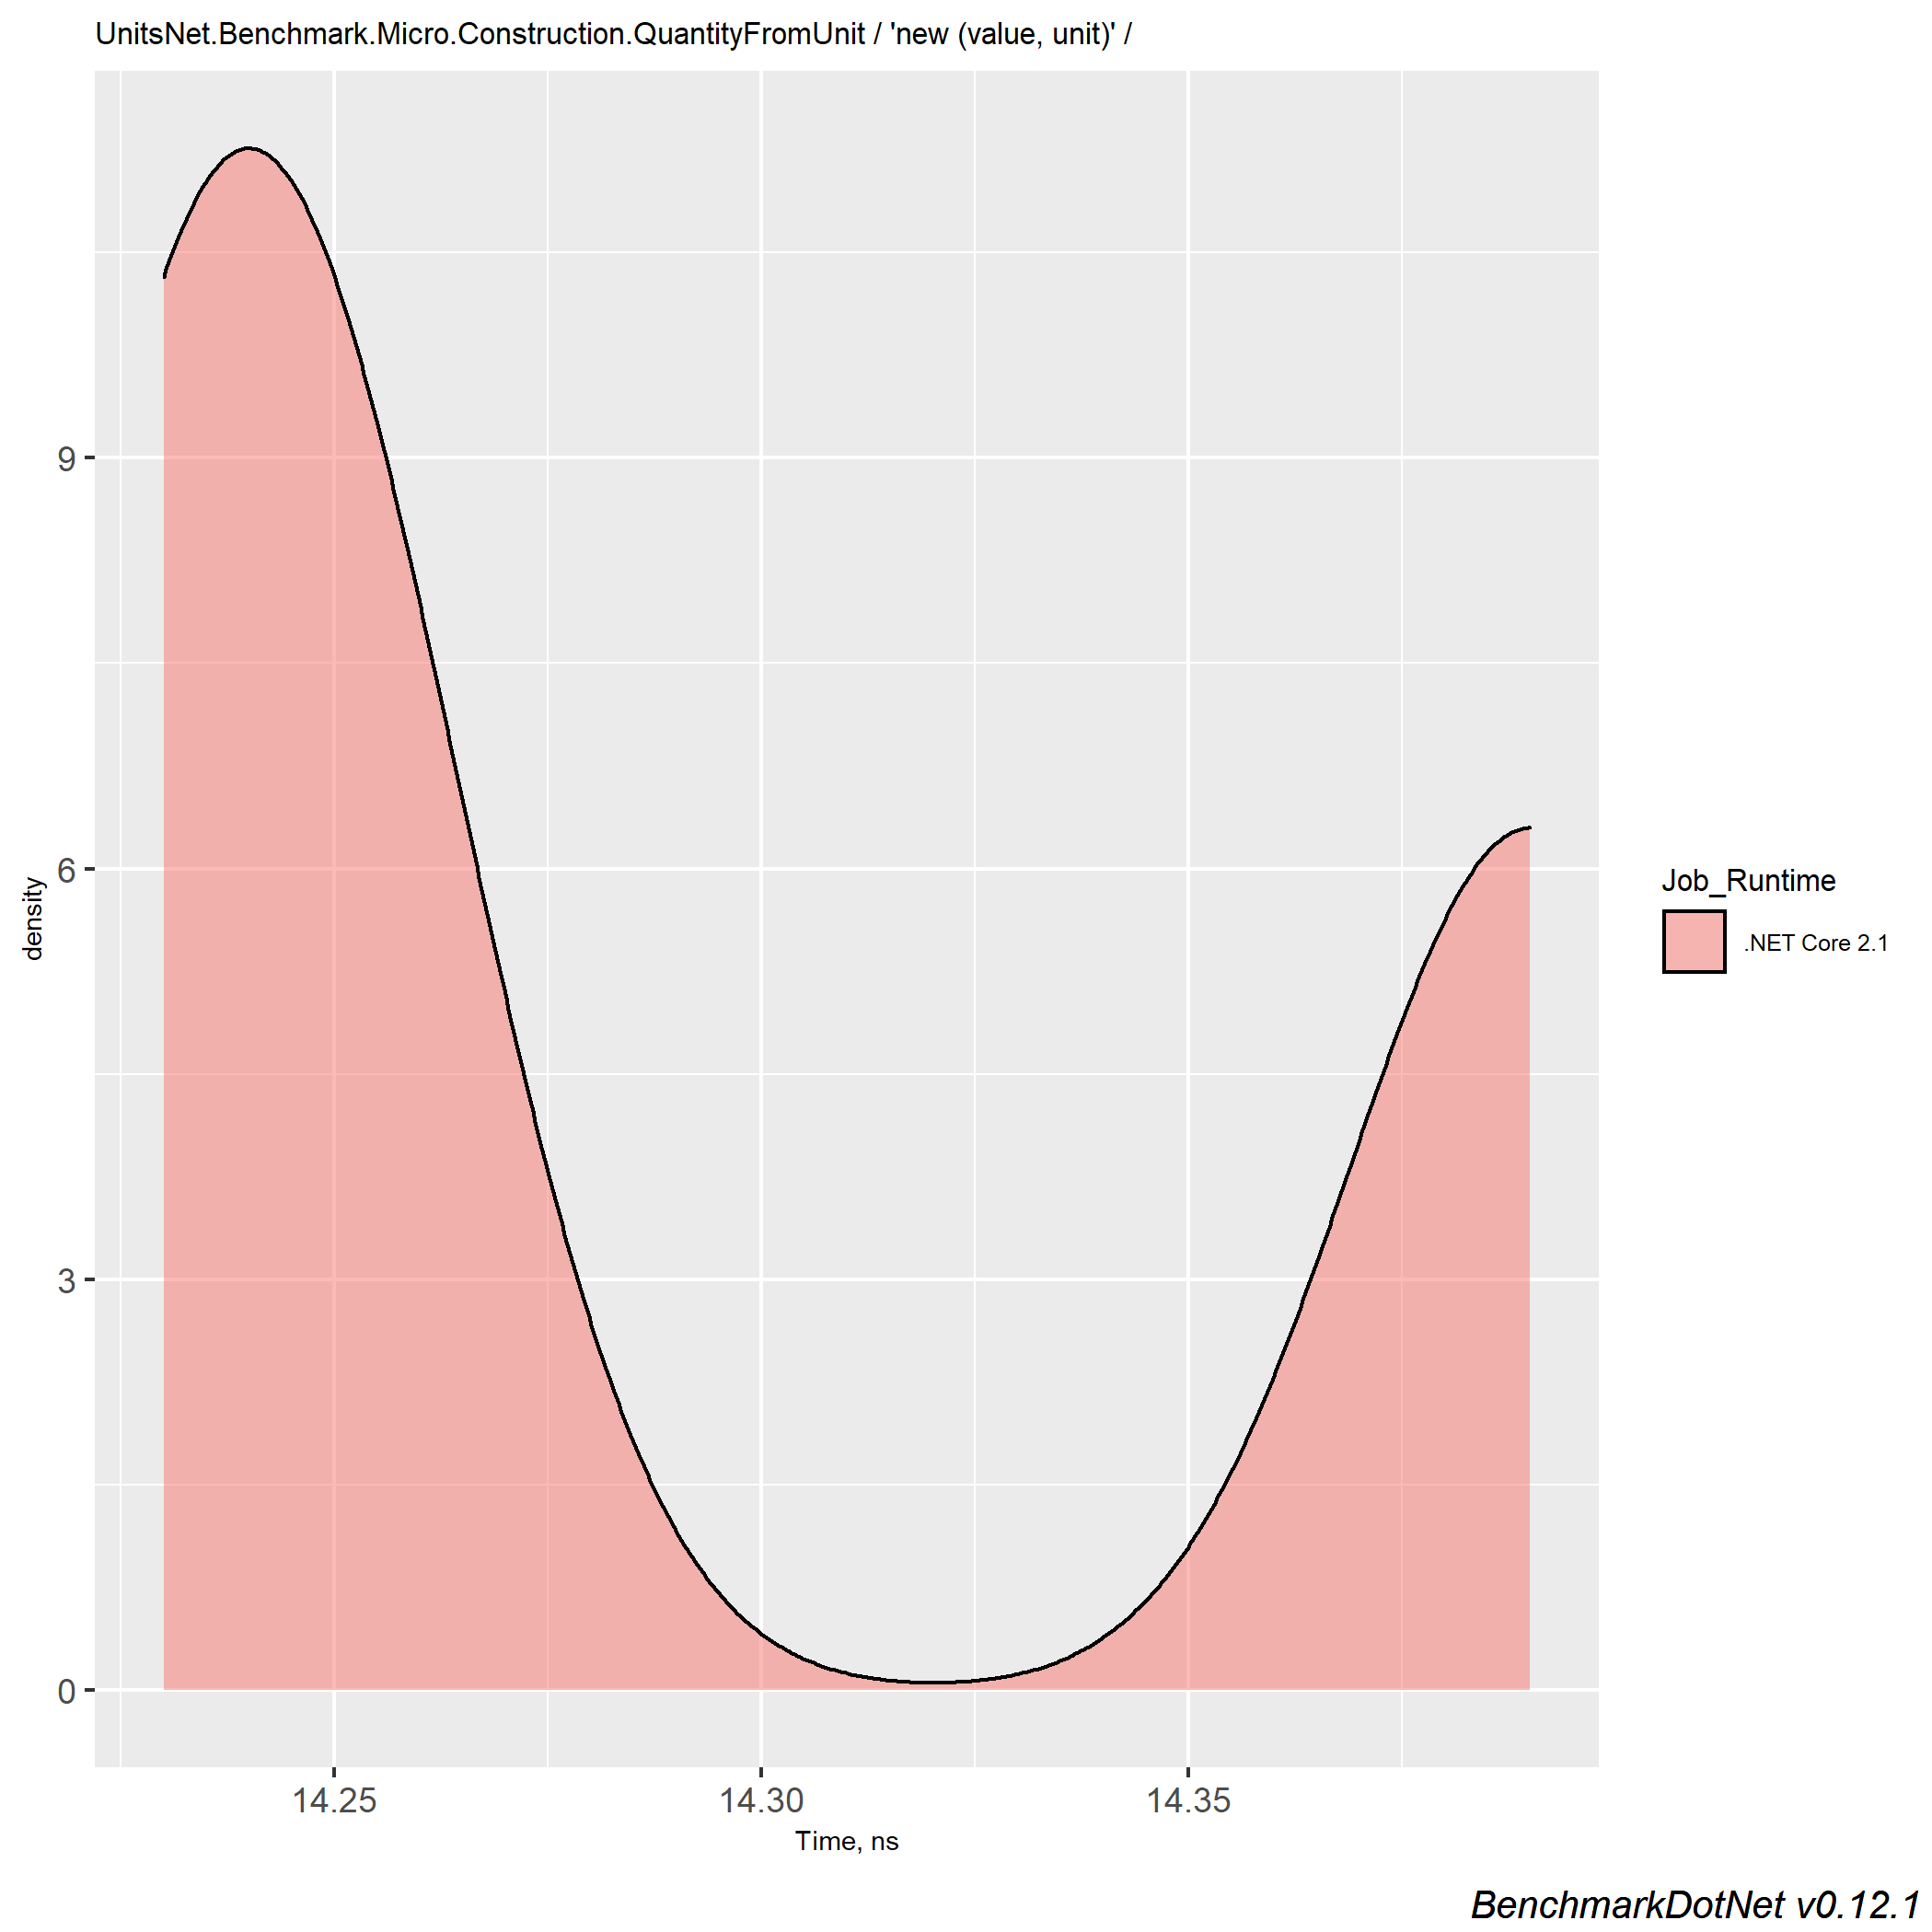 UnitsNet.Benchmark.Micro.Construction.QuantityFromUnit / 'new (value, unit)' /
9
6
3
0
density
14.25 14.30 14.35
Time, ns
Job_Runtime
.NET Core 2.1
BenchmarkDotNet v0.12.1